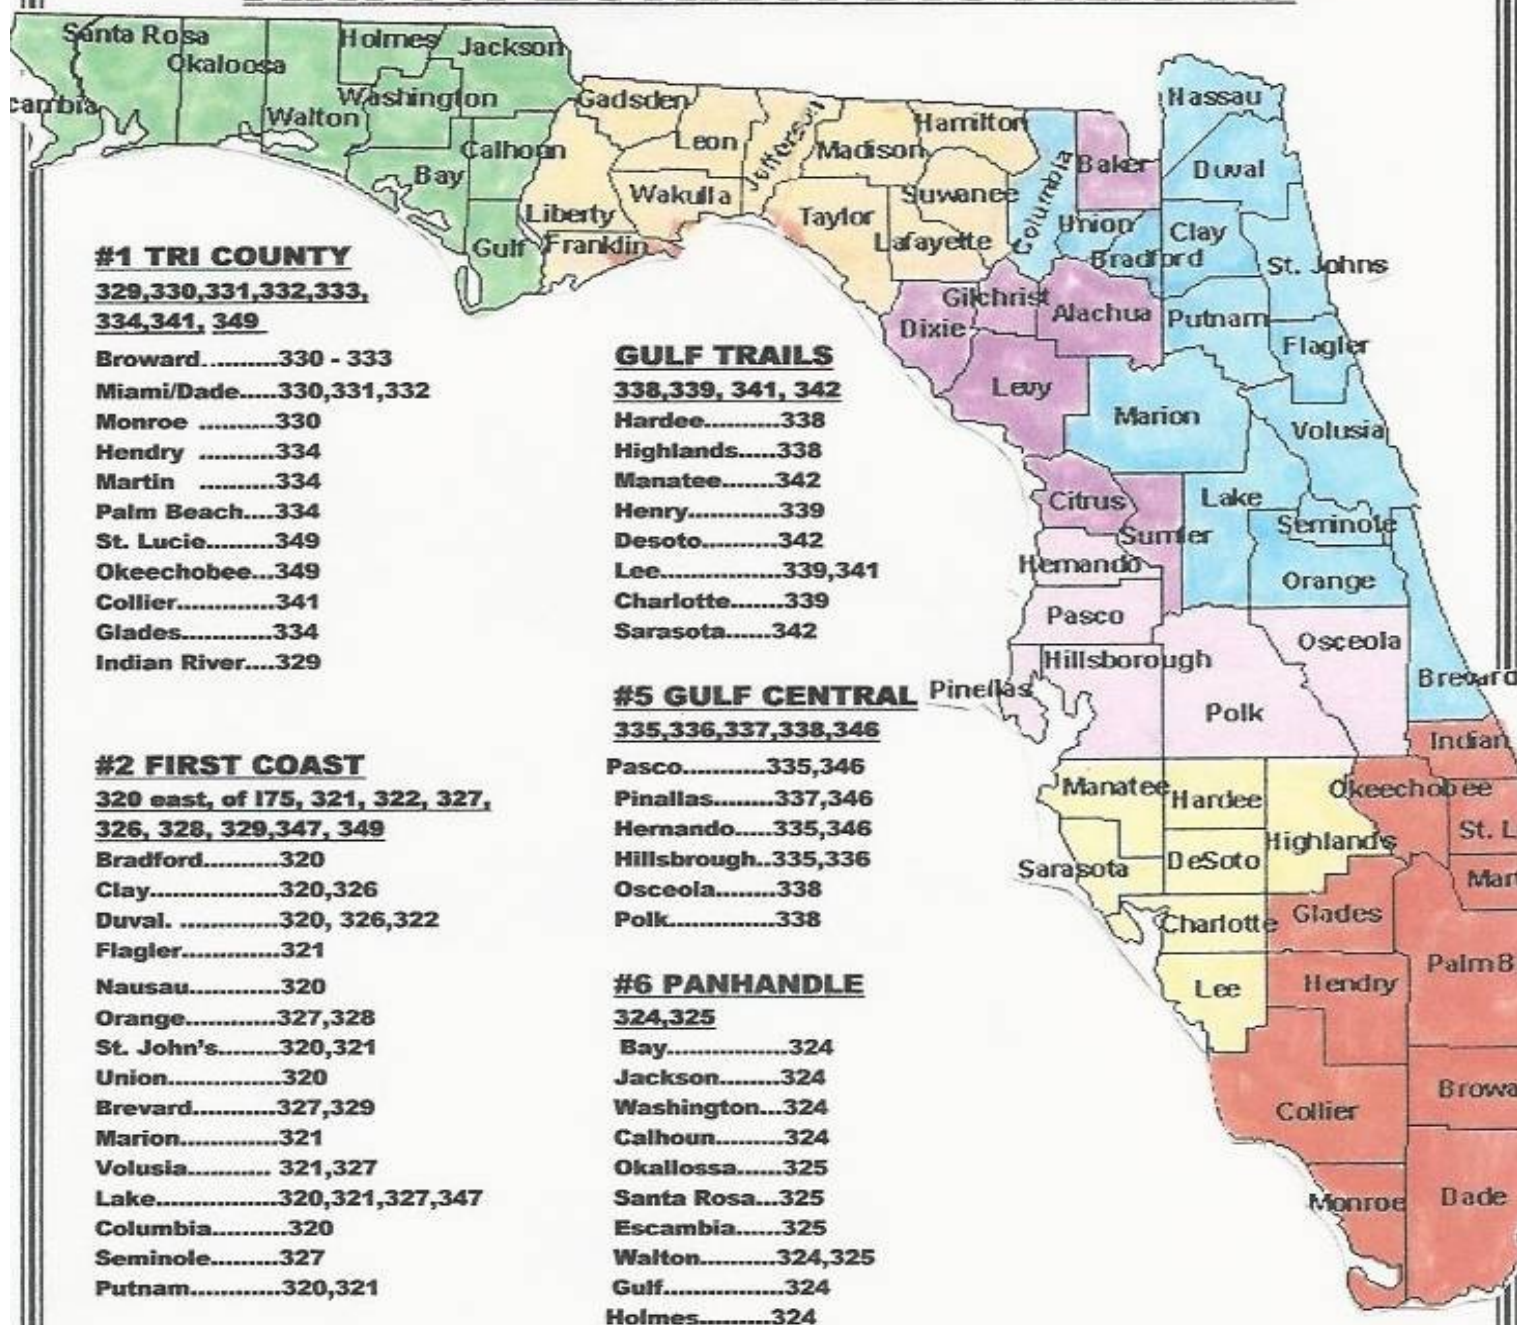 #1 TRI COUNTY
329,330,331,332,333,
334,341, 349
Broward..........330 - 333
Miami/Dade.....330,331,332
Monroe ..........330
Hendry ..........334
Martin ..........334
Palm Beach....334
St. Lucie.........349
Okeechobee...349
Collier.............341
Glades............334
Indian River....329
#2 FIRST COAST
320 east, of I75, 321, 322, 327,
326, 328, 329,347, 349
Bradford..........320
Clay.................320,326
Duval. .............320, 326,322
Flagler.............321
Nausau............320
Orange............327,328
St. John's........320,321
Union...............320
Brevard...........327,329
Marion.............321
Volusia........... 321,327
Lake................320,321,327,347
Columbia..........320
Seminole.........327
Putnam............320,321
GULF TRAILS
338,339, 341, 342
Hardee..........338
Highlands.....338
Manatee.......342
Henry............339
Desoto..........342
Lee................339,341
Charlotte.......339
Sarasota......342
#5 GULF CENTRAL
335,336,337,338,346
Pasco...........335,346
Pinallas........337,346
Hernando.....335,346
Hillsbrough..335,336
Osceola........338
Polk..............338
#6 PANHANDLE
324,325
Bay................324
Jackson........324
Washington...324
Calhoun.........324
Okallossa......325
Santa Rosa...325
Escambia......325
Walton..........324,325
Gulf................324
Holmes.........324
Santa Rosa
Okaloosa
Holmes
Jackson
cambia
Walton
Washington
Calhoun
Bay
Gulf
Gadsden
Leon
Jefferson
Madison
Hamilton
Liberty
Wakulla
Franklin
Taylor
Suwanee
Lafayette
Columbia
Baker
Nassau
Duval
Union
Bradford
Clay
St. Johns
Gilchrist
Dixie
Alachua
Putnam
Flagler
Levy
Marion
Volusia
Citrus
Sumter
Lake
Seminole
Hernando
Orange
Pasco
Osceola
Hillsborough
Pinellas
Polk
Brevard
Indian
Manatee
Hardee
Okeechobee
Highlands
St. L
Sarasota
DeSoto
Mart
Charlotte
Glades
Lee
Hendry
Palm B
Collier
Browa
Monroe
Dade